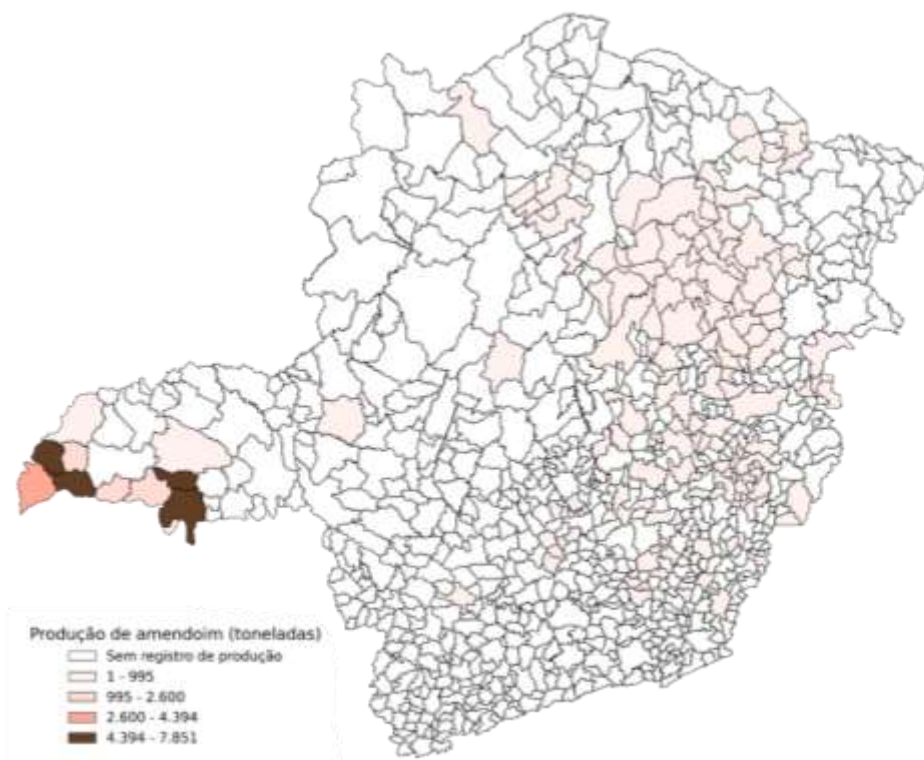 Produção de amendoim (toneladas)
Sem registro de produção
1 - 995
995 - 2.600
2.600 - 4.394
4.394 - 7.851